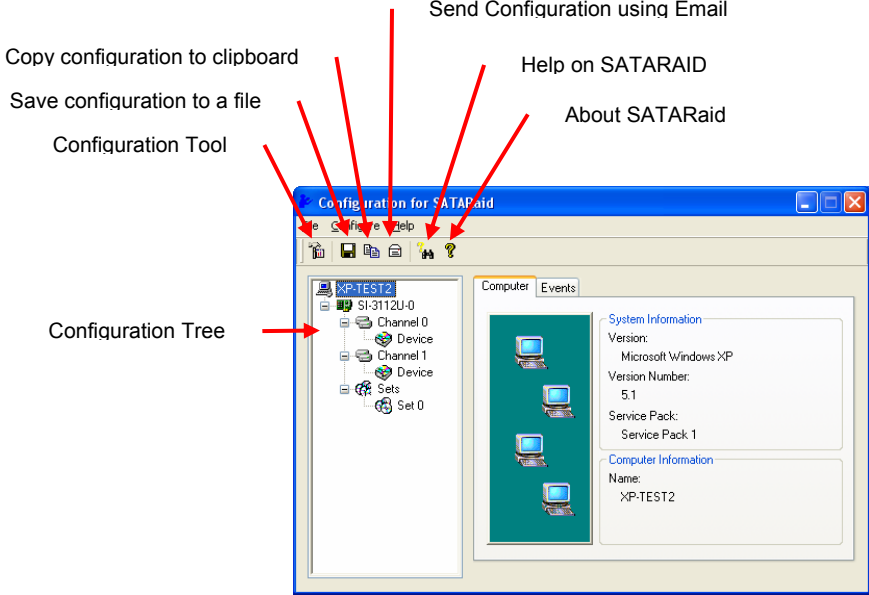 Send Configuration using Email
Copy configuration to clipboard
Help on SATARAID
Save configuration to a file
About SATARaid
Configuration Tool
Configuration for SATARaid
File Configure Help
XP-TEST2
SI-3112U-0
Channel 0
Device
Channel 1
Device
Sets
Set 0
Configuration Tree
Computer Events
System Information
Version:
Microsoft Windows XP
Version Number:
5.1
Service Pack:
Service Pack 1
Computer Information
Name:
XP-TEST2